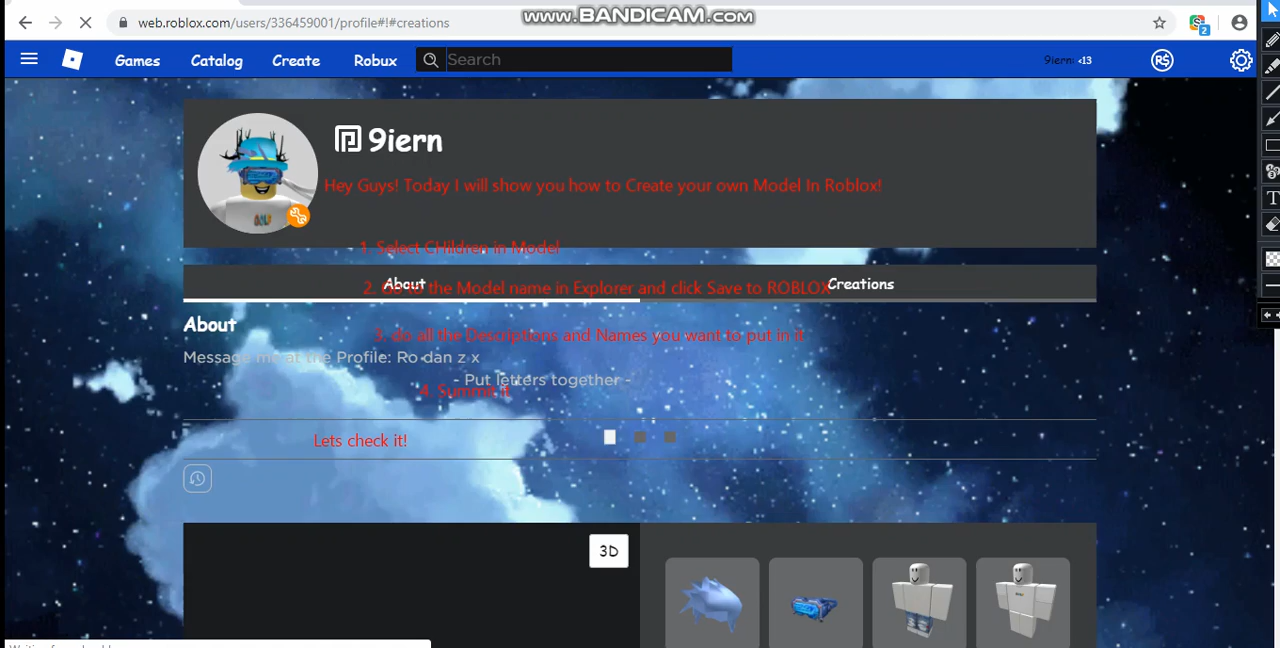 www.BANDICAM.com
web.roblox.com/users/336459001/profile#!#creations
2
Games Catalog Create Robux Search 9iern: <13
9iern
Hey Guys! Today I will show you how to Create your own Model In Roblox!
1. Select CHildren in Model
About Creations
2. Go to the Model name in Explorer and click Save to ROBLOX
About
3. do all the Descriptions and Names you want to put in it
Message me at the Profile: Ro dan z x
- Put letters together -
4. Summit it
Lets check it!
3D